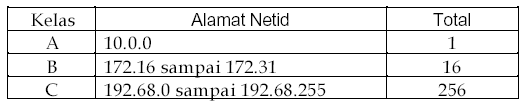 Kelas Alamat Netid Total
A 10.0.0 1
B 172.16 sampai 172.31 16
C 192.68.0 sampai 192.68.255 256